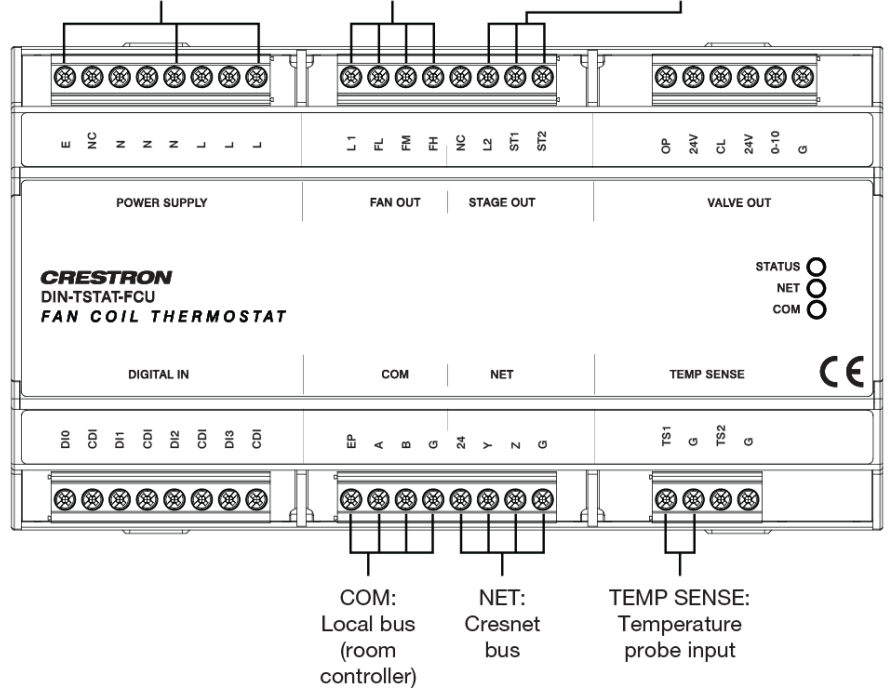 E NC N N N L L L
L1 FL FM FH NC L2 ST1 ST2
OP 24V CL 24V 0-10 G
POWER SUPPLY
FAN OUT
STAGE OUT
VALVE OUT
CRESTRON
DIN-TSTAT-FCU
FAN COIL THERMOSTAT
STATUS
NET
COM
DIGITAL IN
COM
NET
TEMP SENSE
CE
DI0 CDI DI1 CDI DI2 CDI DI3 CDI
EP A B G 24 Y Z G
TS1 G TS2 G
COM:
Local bus
(room
controller)
NET:
Cresnet
bus
TEMP SENSE:
Temperature
probe input